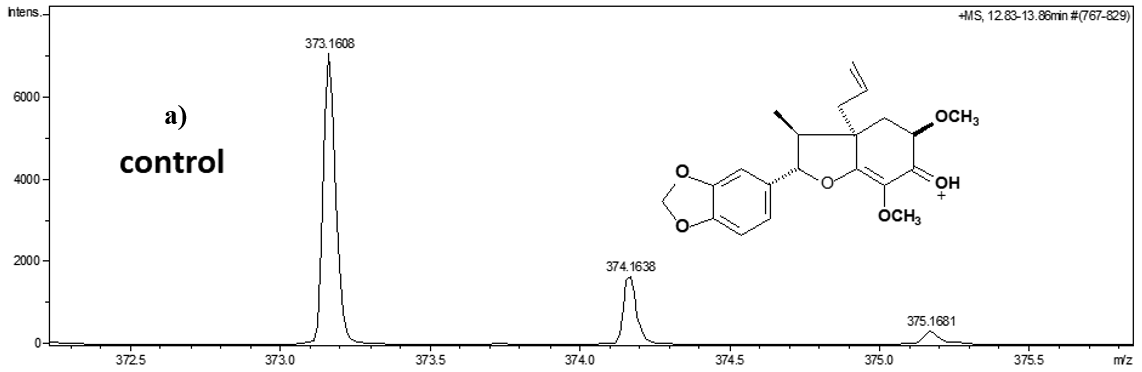 Intens.
+MS, 12.83-13.86min #(767-829)
373.1608
6000
a)
control
OCH3
O
O
O
OH
+
OCH3
4000
374.1638
2000
375.1681
0
372.5
373.0
373.5
374.0
374.5
375.0
375.5
m/z